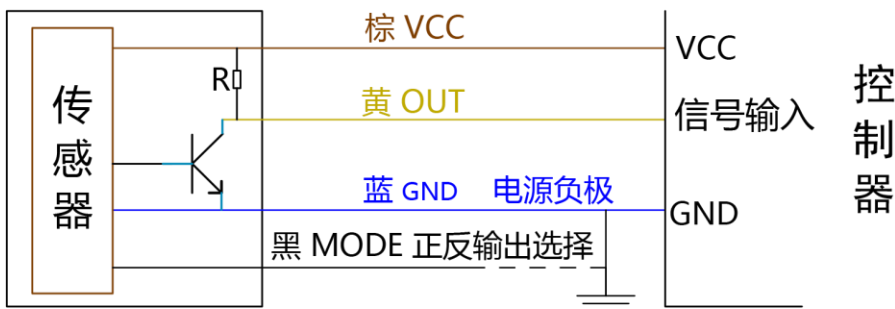 棕 VCC
VCC
R
黄 OUT
信号输入
传感器
控制器
蓝 GND 电源负极
GND
黑 MODE 正反输出选择